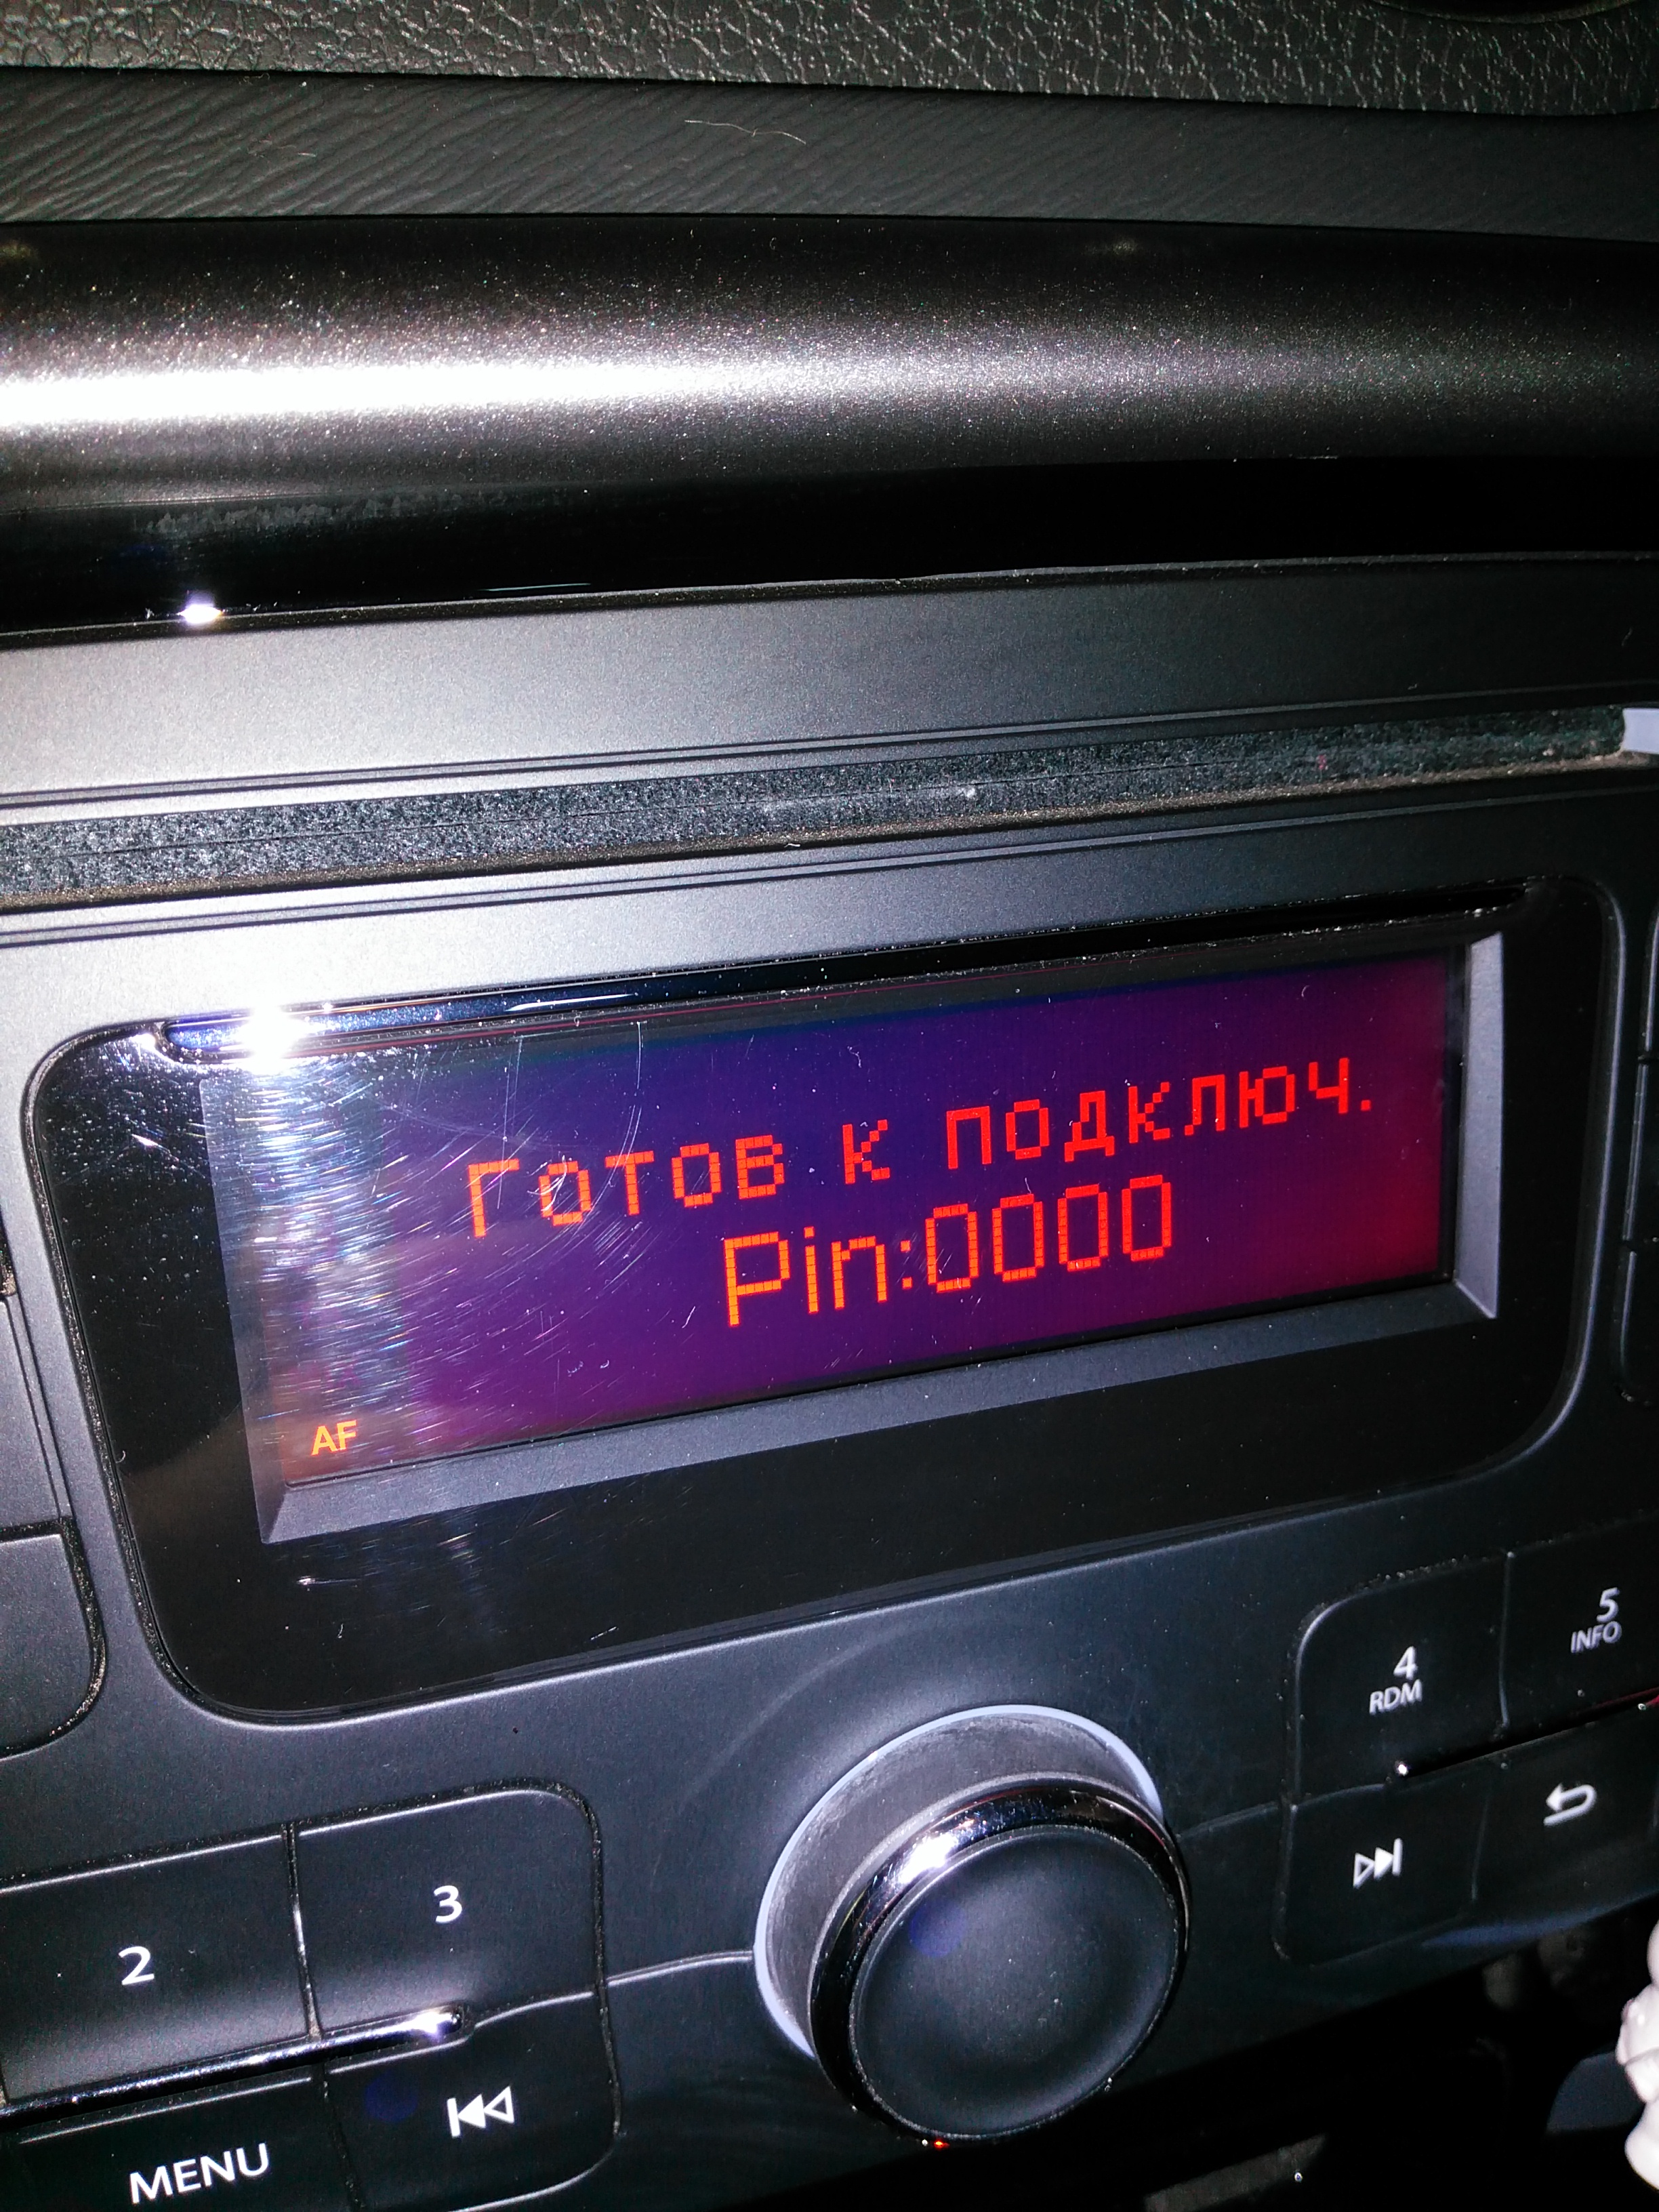 Готов к подключ.
Pin:0000
AF
4
RDM
5
INFO
2
3
MENU